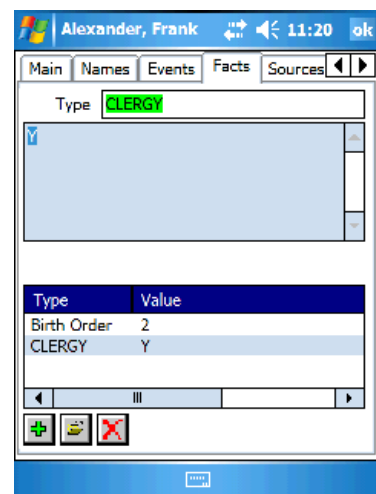 Alexander, Frank 11:20 ok
Main Names Events Facts Sources
Type CLERGY
Y
Type Value
Birth Order 2
CLERGY Y